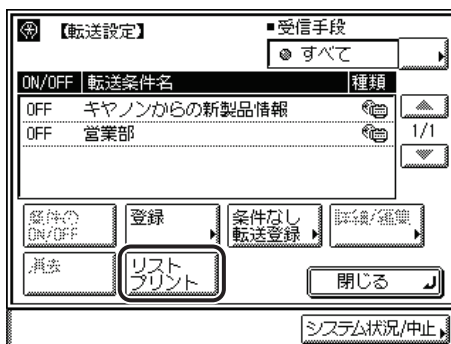 【転送設定】
■受信手段
すべて
ON/OFF 転送条件名 種類
OFF キヤノンからの新製品情報
OFF 営業部
1/1
条件の
ON/OFF
登録
条件なし
転送登録
詳細/編集
消去
リスト
プリント
閉じる
システム状況/中止